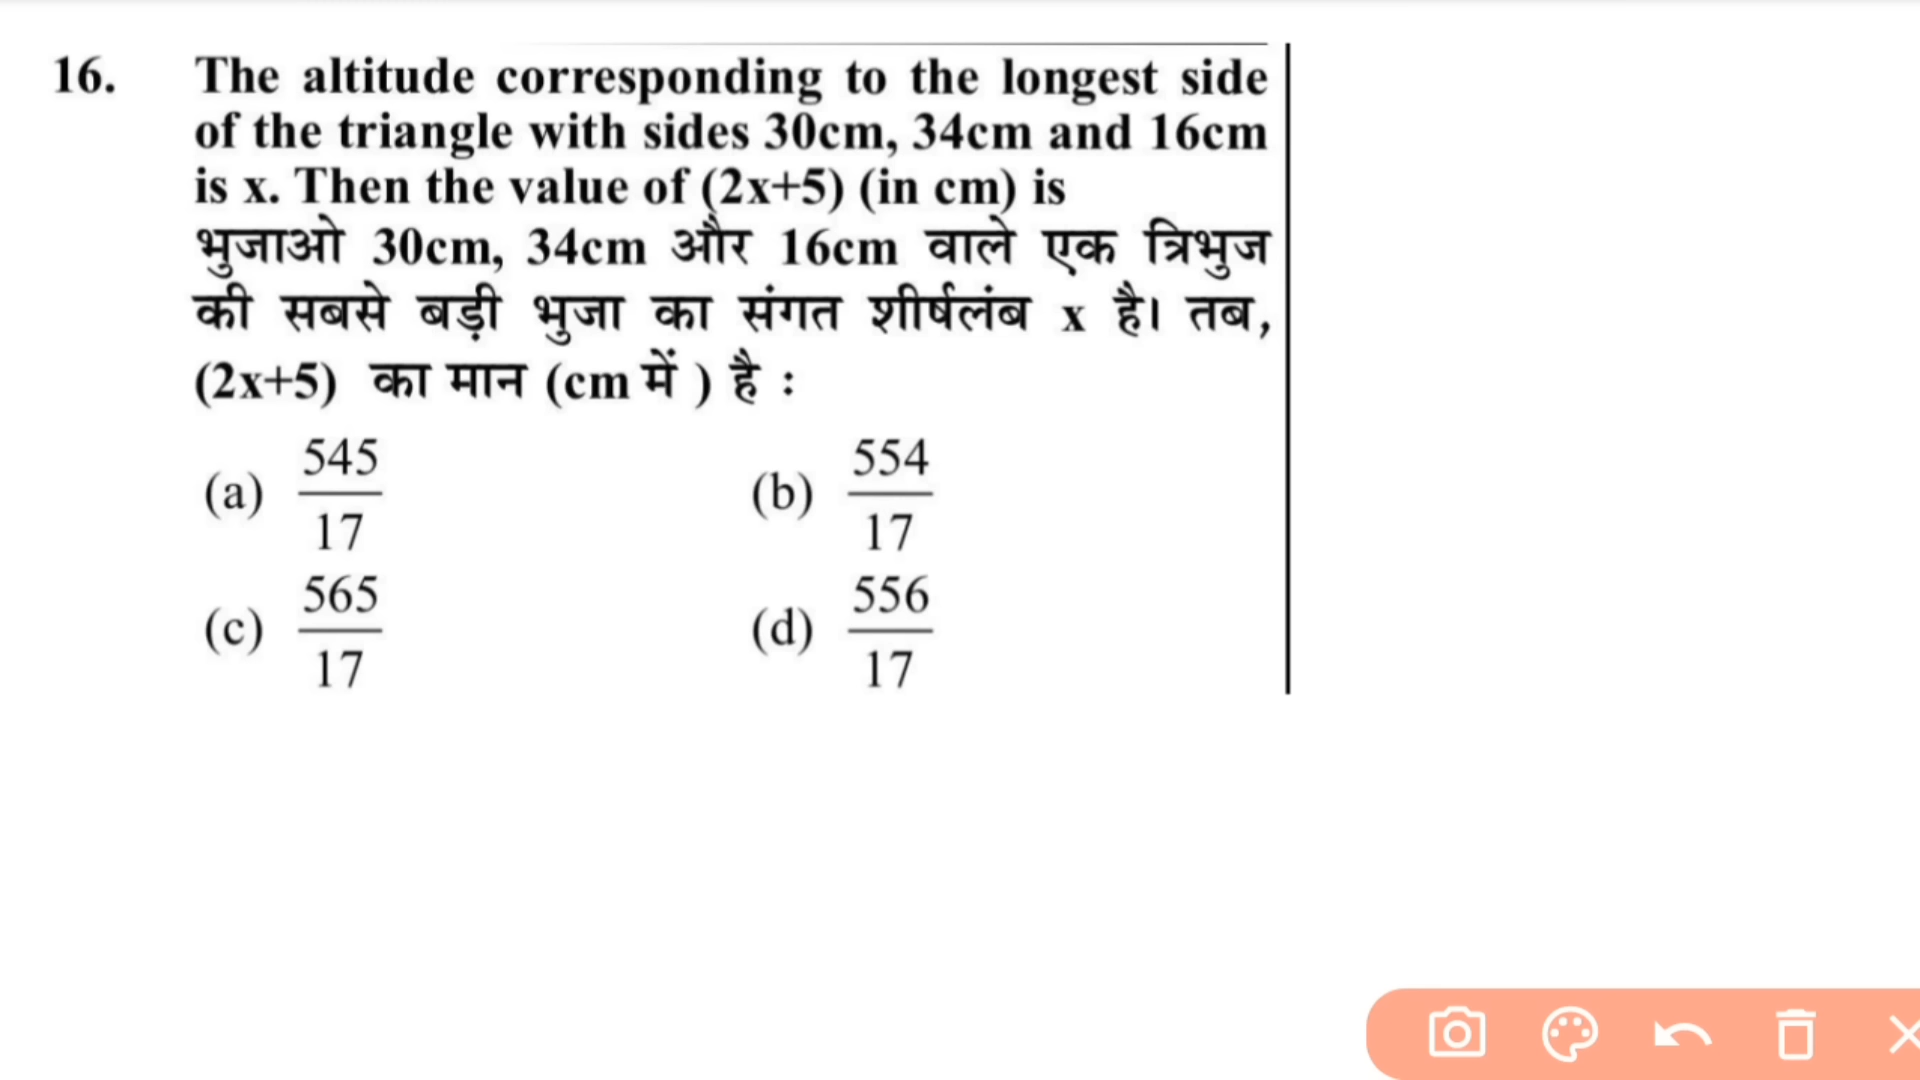 16. The altitude corresponding to the longest side
of the triangle with sides 30cm, 34cm and 16cm
is x. Then the value of (2x+5) (in cm) is
भुजाओ 30cm, 34cm और 16cm वाले एक त्रिभुज
की सबसे बड़ी भुजा का संगत शीर्षलंब x है। तब,
(2x+5) का मान (cm में ) है :
(a) 545/17 (b) 554/17
(c) 565/17 (d) 556/17